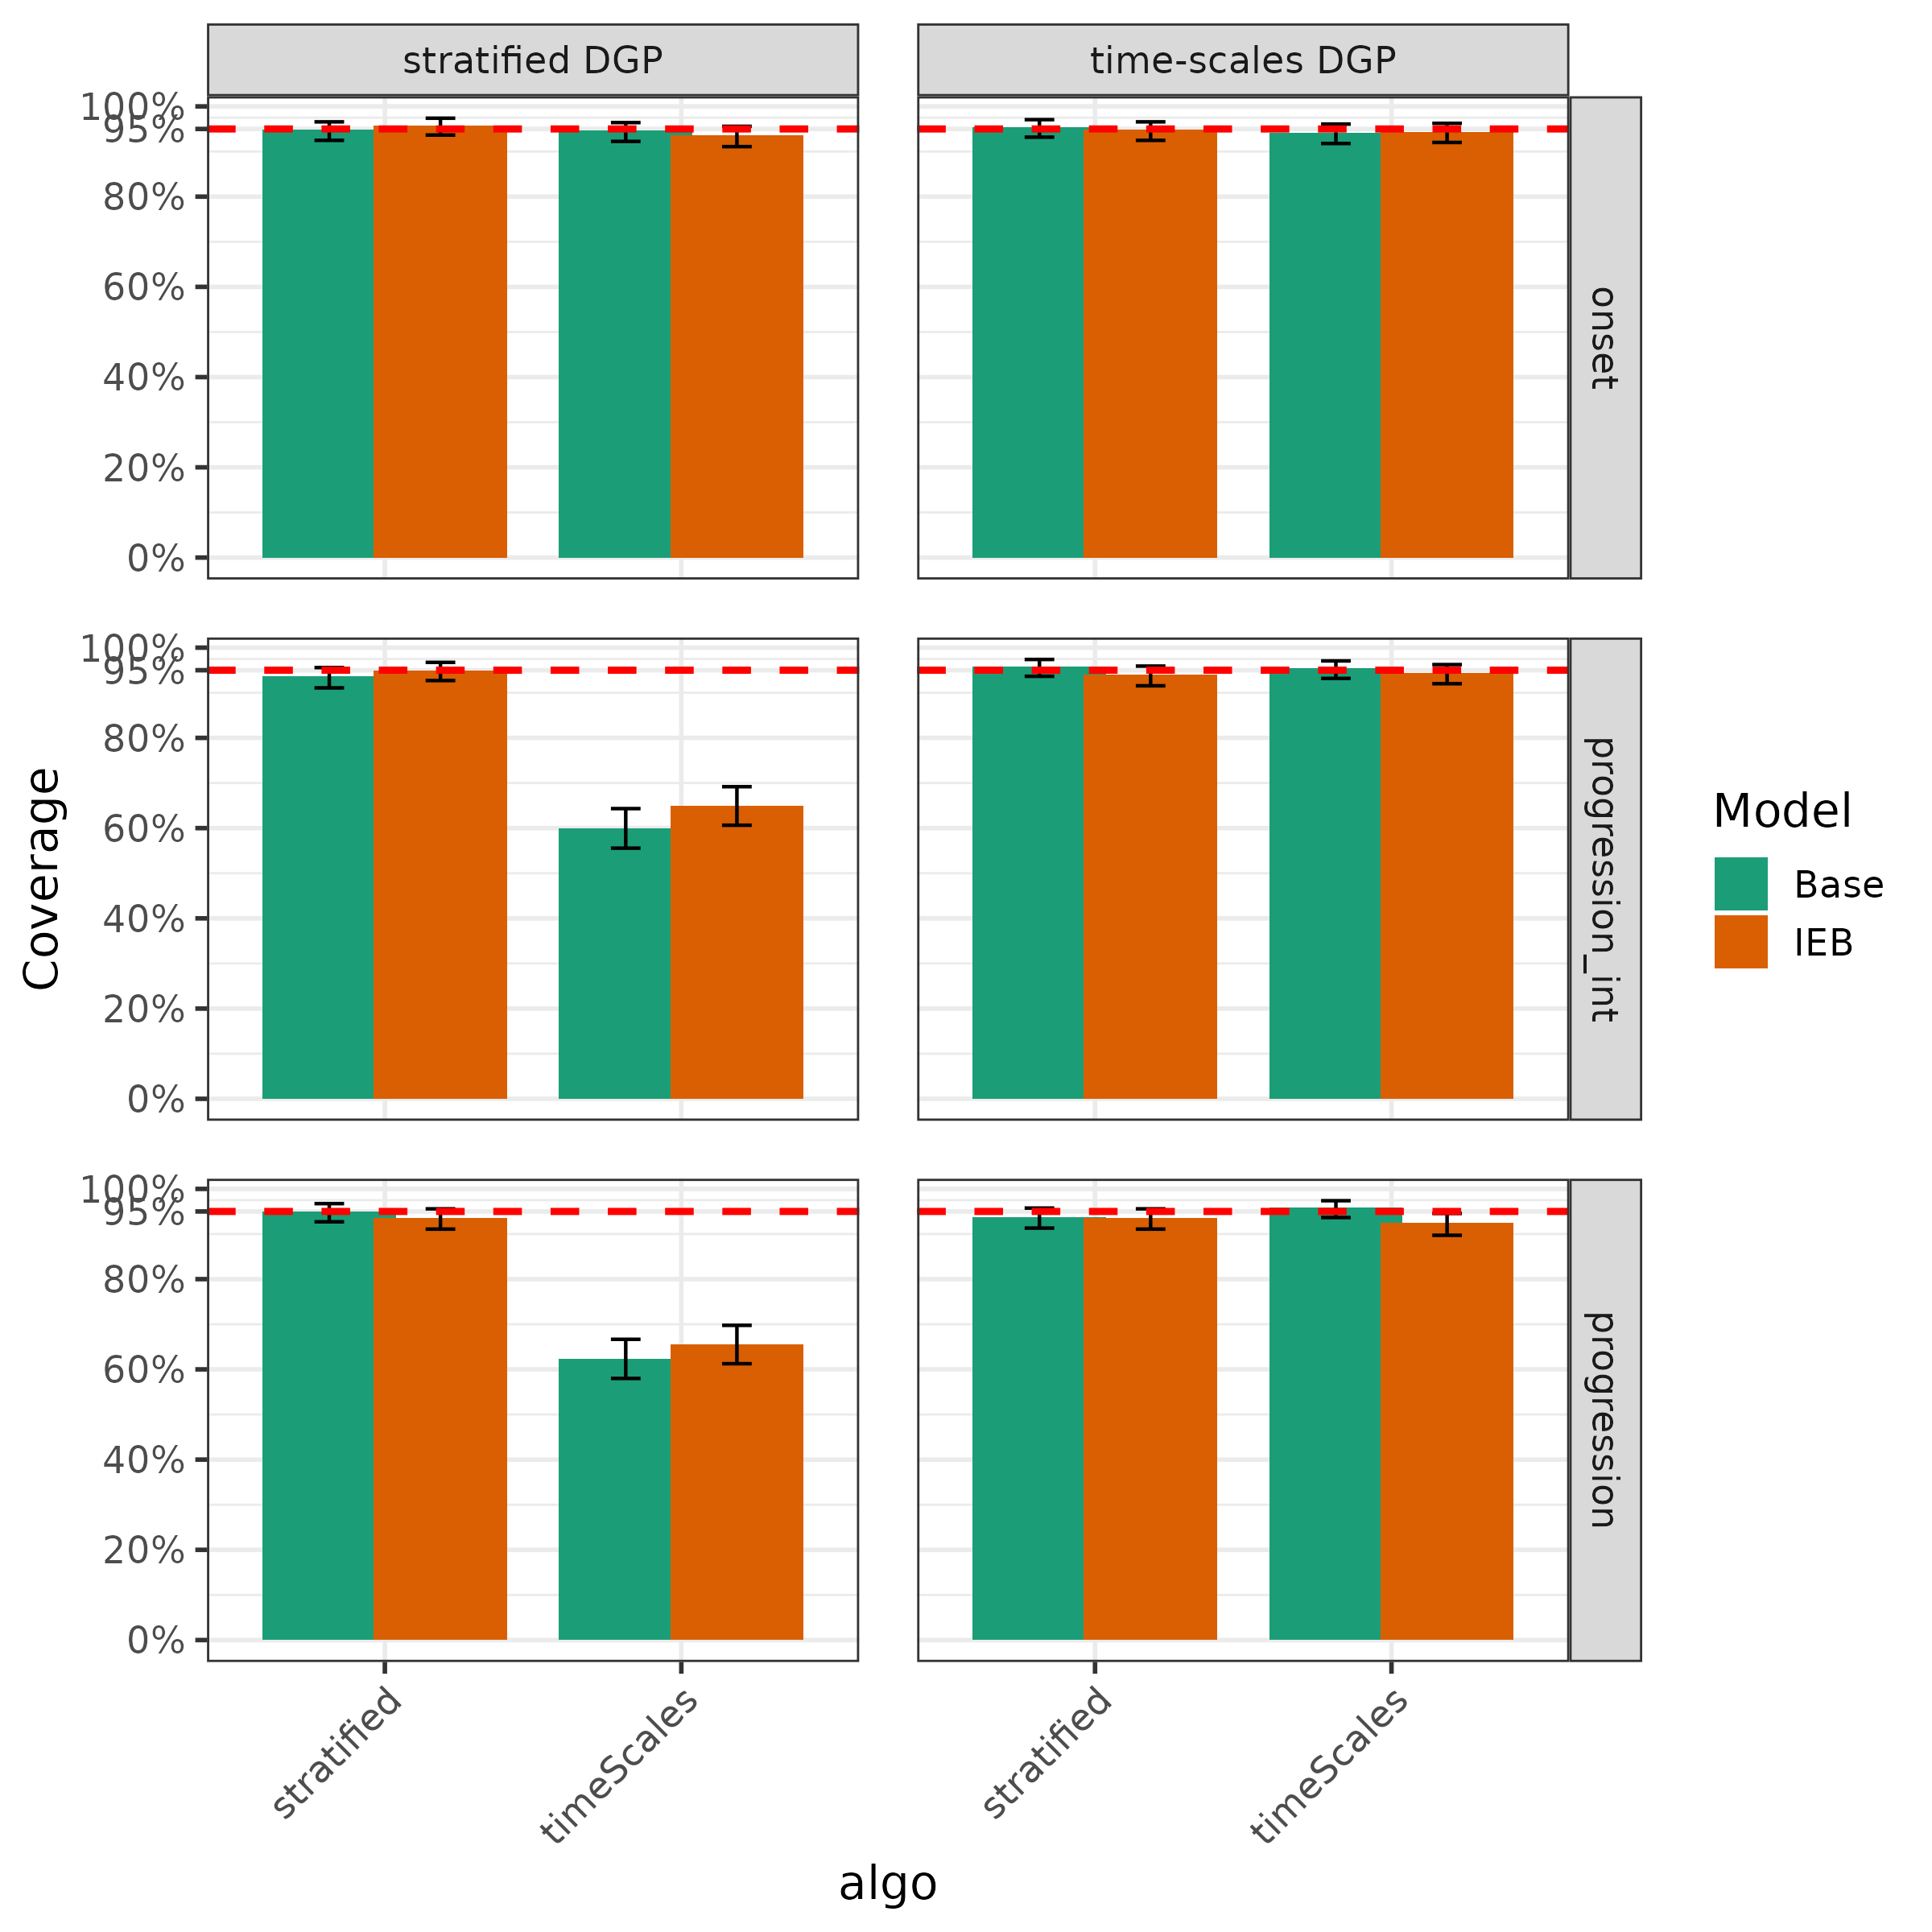 stratified DGP
time-scales DGP
100%
95%
80%
60%
40%
20%
0%
onset
100%
95%
80%
60%
40%
20%
0%
progression_int
100%
95%
80%
60%
40%
20%
0%
progression
Coverage
stratified
timeScales
stratified
timeScales
algo
Model
Base
IEB